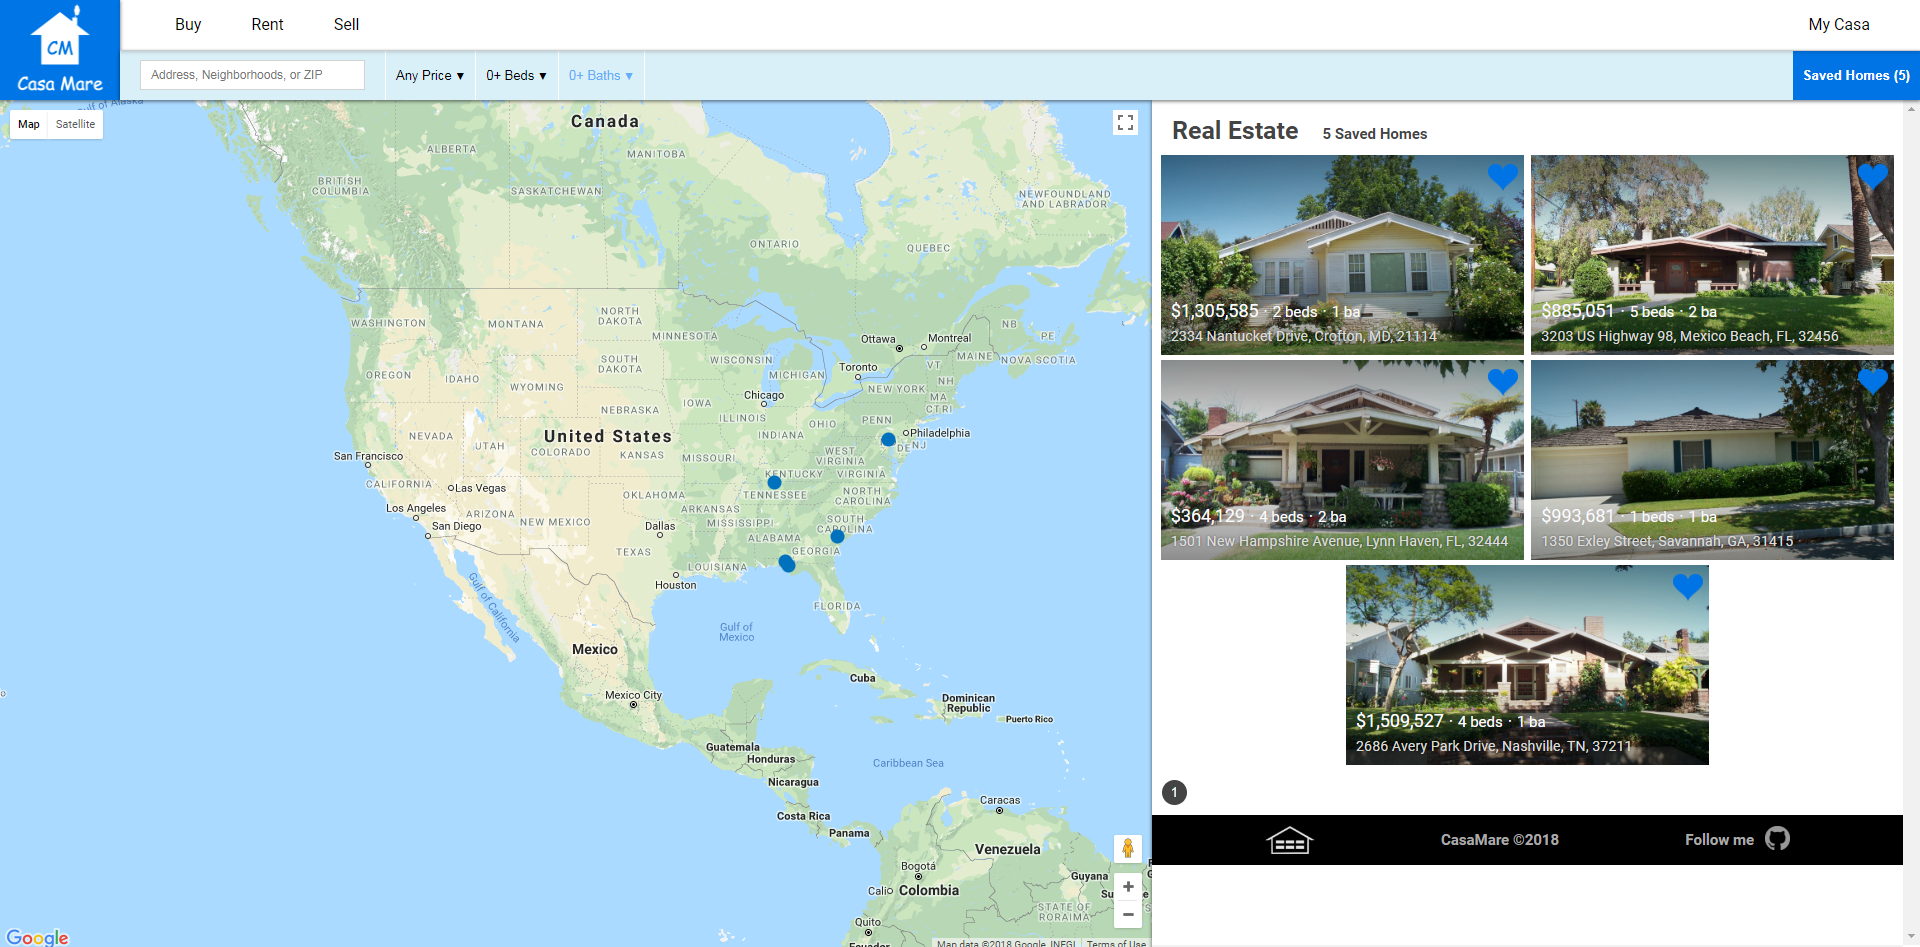 CM
Casa Mare
Buy
Rent
Sell
My Casa
Address, Neighborhoods, or ZIP
Any Price ▾
0+ Beds ▾
0+ Baths ▾
Saved Homes (5)
Map
Satellite
Gulf of Alaska
Canada
ALBERTA
MANITOBA
BRITISH
COLUMBIA
SASKATCHEWAN
NEWFOUNDLAND
AND LABRADOR
ONTARIO
QUEBEC
WASHINGTON
MONTANA
NORTH
DAKOTA
MINNESOTA
Ottawa
Montreal
NB
PE
NOVA SCOTIA
MAINE
OREGON
IDAHO
WYOMING
SOUTH
DAKOTA
WISCONSIN
MICHIGAN
Toronto
VT
NH
NEW YORK
MA
CT
RI
Chicago
NEBRASKA
IOWA
ILLINOIS
INDIANA
OHIO
PENN
Philadelphia
DE
NJ
NEVADA
UTAH
United States
COLORADO
KANSAS
MISSOURI
WEST
VIRGINIA
KENTUCKY
VIRGINIA
San Francisco
CALIFORNIA
Las Vegas
Los Angeles
San Diego
ARIZONA
NEW MEXICO
OKLAHOMA
ARKANSAS
TENNESSEE
NORTH
CAROLINA
SOUTH
CAROLINA
Dallas
MISSISSIPPI
ALABAMA
GEORGIA
TEXAS
LOUISIANA
Houston
FLORIDA
Gulf of California
Gulf of
Mexico
Mexico
Mexico City
Cuba
Dominican
Republic
Puerto Rico
Guatemala
Honduras
Nicaragua
Caribbean Sea
Costa Rica
Panama
Caracas
Venezuela
Bogotá
Cali
Colombia
Guyana
STATE OF
RORAIMA
Quito
Ecuador
Google
Map data ©2018 Google, INEGI
Terms of Use
Real Estate
5 Saved Homes
$1,305,585 · 2 beds · 1 ba
2334 Nantucket Drive, Crofton, MD, 21114
$885,051 · 5 beds · 2 ba
3203 US Highway 98, Mexico Beach, FL, 32456
$364,129 · 4 beds · 2 ba
1501 New Hampshire Avenue, Lynn Haven, FL, 32444
$993,681 · 1 beds · 1 ba
1350 Exley Street, Savannah, GA, 31415
$1,509,527 · 4 beds · 1 ba
2686 Avery Park Drive, Nashville, TN, 37211
1
CasaMare ©2018
Follow me